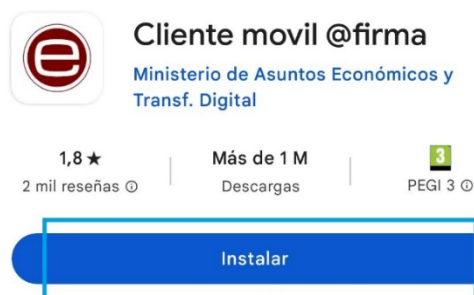 e
Cliente movil @firma
Ministerio de Asuntos Económicos y
Transf. Digital
1,8 ★
2 mil reseñas ⓘ
Más de 1 M
Descargas
3
PEGI 3 ⓘ
Instalar